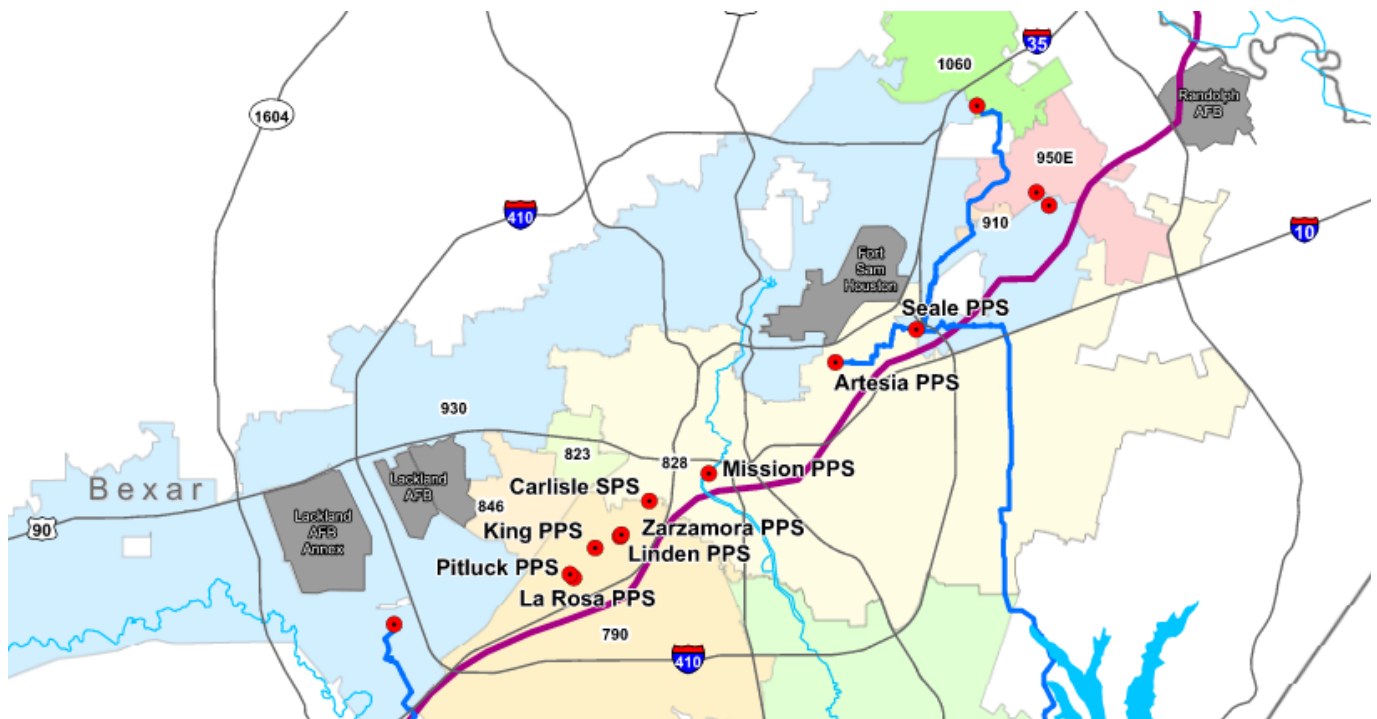 35
1060
Randolph
AFB
1604
950E
410
910
10
Fort
Sam
Houston
Seale PPS
Artesia PPS
930
823
828
Mission PPS
Bexar
Lackland
AFB
Carlisle SPS
846
Lackland
AFB
Annex
90
King PPS
Zarzamora PPS
Linden PPS
Pitluck PPS
La Rosa PPS
790
410